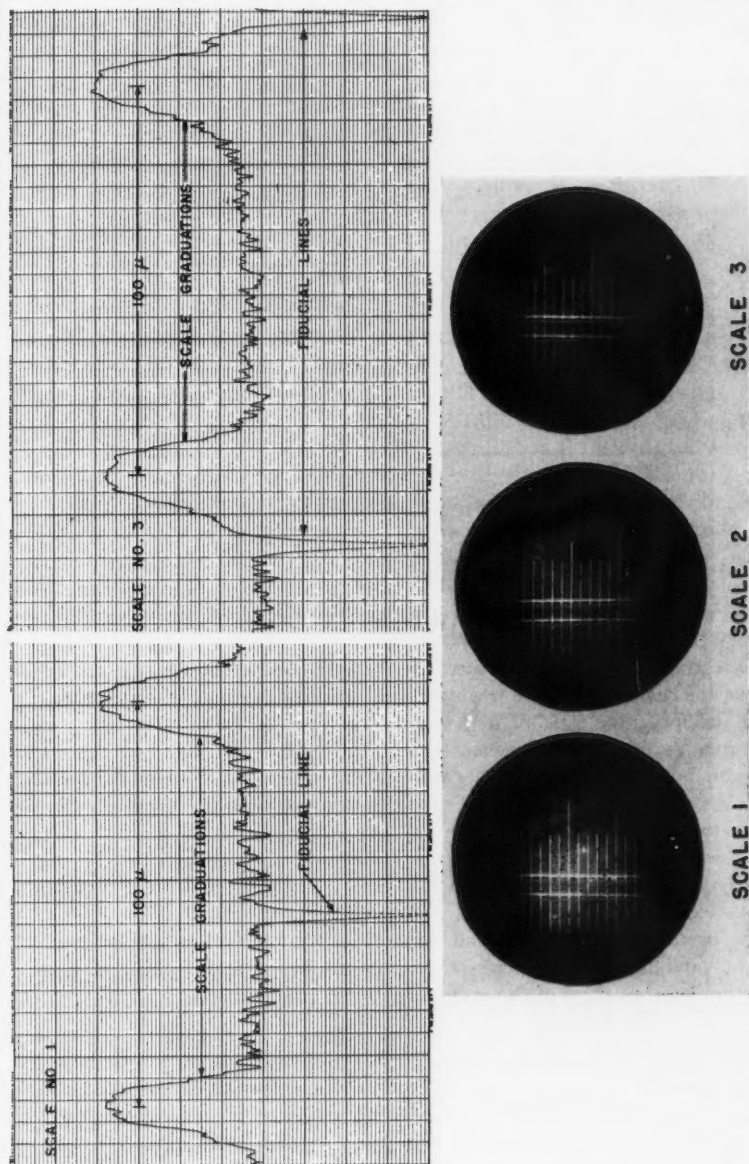 SCALE NO. 1
100 μ
SCALE GRADUATIONS
FIDUCIAL LINE
SCALE NO. 3
100 μ
SCALE GRADUATIONS
FIDUCIAL LINES
SCALE 1
SCALE 2
SCALE 3